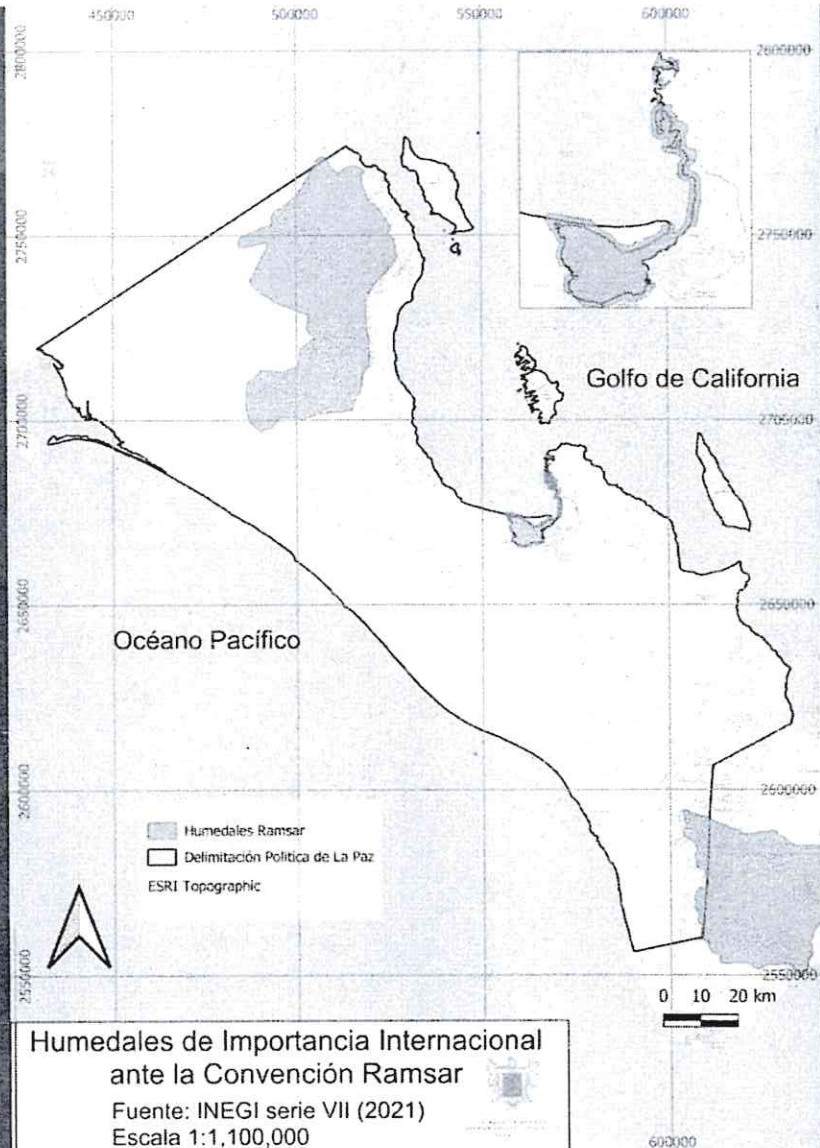 450000
500000
550000
600000
2800000
2800000
2750000
2750000
Golfo de California
2700000
2700000
2650000
2650000
Océano Pacífico
2600000
2600000
Humedales Ramsar
Delimitación Política de La Paz
ESRI Topographic
2550000
2550000
0 10 20 km
Humedales de Importancia Internacional
ante la Convención Ramsar
Fuente: INEGI serie VII (2021)
Escala 1:1,100,000
600000